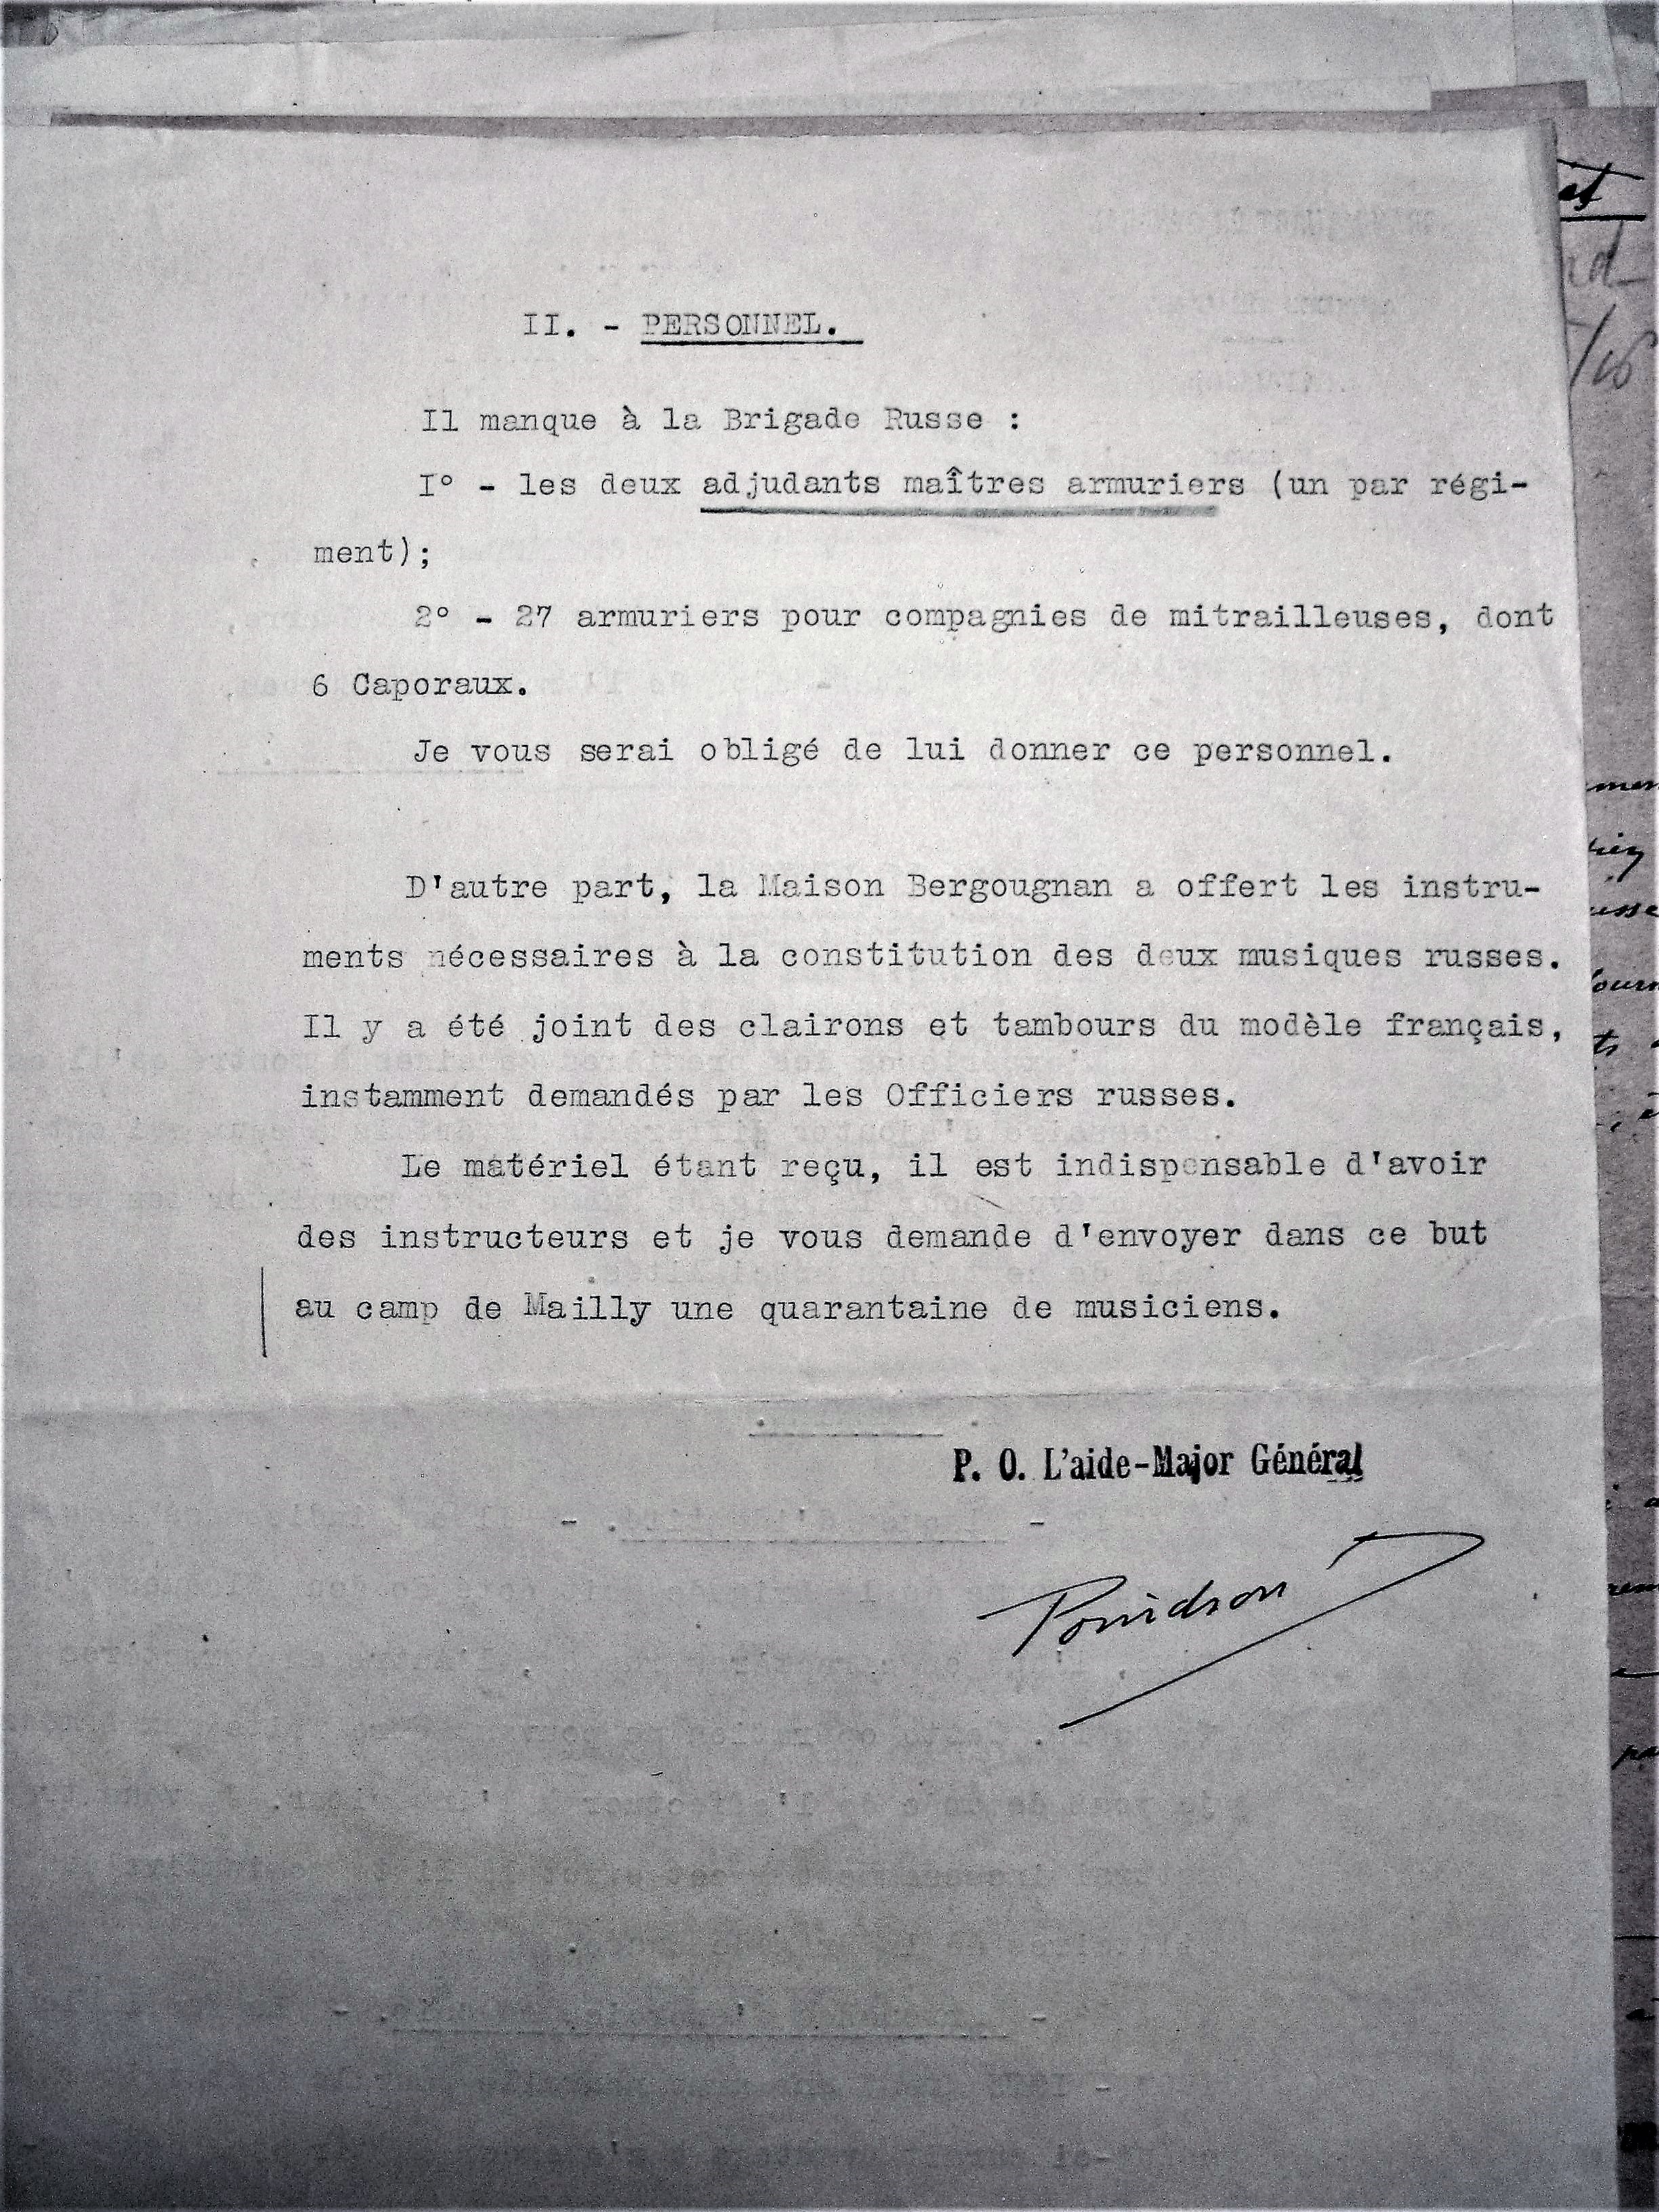 II. - PERSONNEL.
Il manque à la Brigade Russe :
I° - les deux adjudants maîtres armuriers (un par régi-
ment);
2° - 27 armuriers pour compagnies de mitrailleuses, dont
6 Caporaux.
Je vous serai obligé de lui donner ce personnel.
D'autre part, la Maison Bergougnan a offert les instru-
ments nécessaires à la constitution des deux musiques russes.
Il y a été joint des clairons et tambours du modèle français,
instamment demandés par les Officiers russes.
Le matériel étant reçu, il est indispensable d'avoir
des instructeurs et je vous demande d'envoyer dans ce but
au camp de Mailly une quarantaine de musiciens.
P. O. L'aide-Major Général